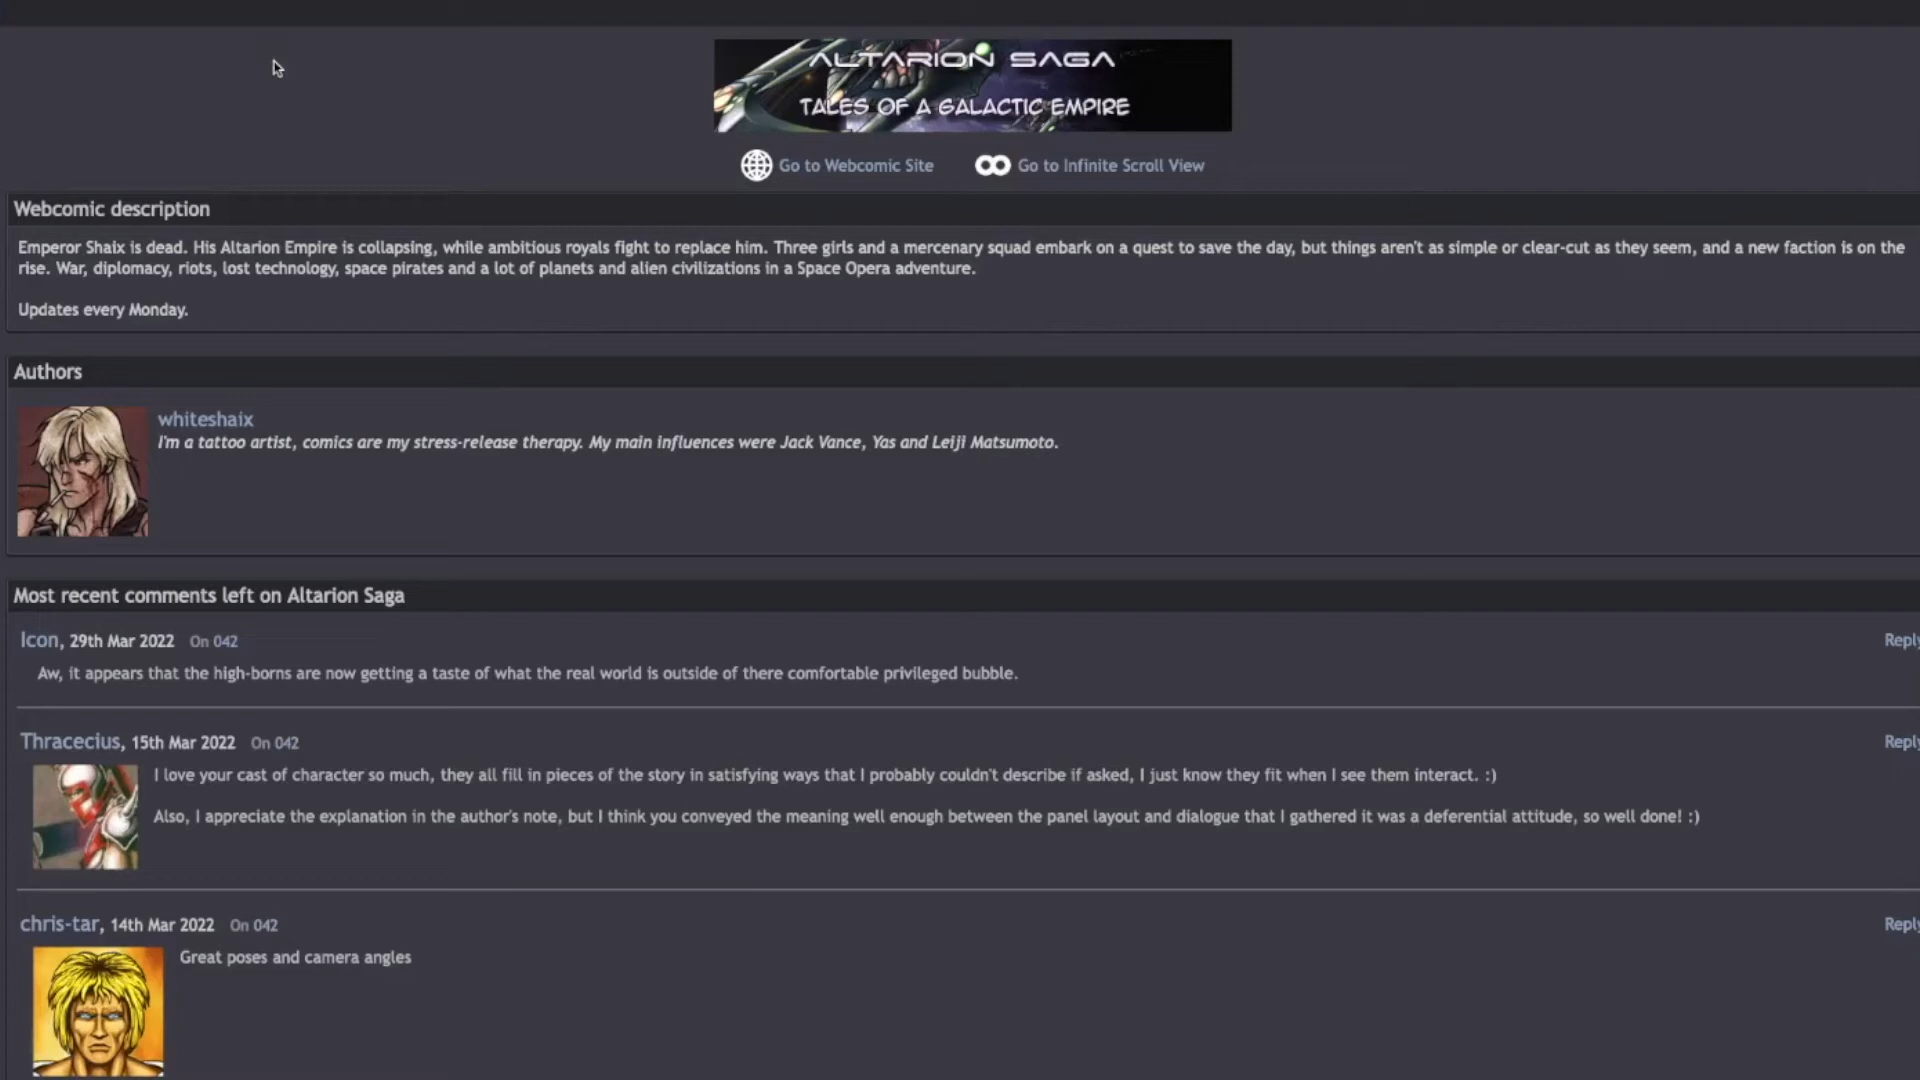 ALTARION SAGA
TALES OF A GALACTIC EMPIRE
Go to Webcomic Site
Go to Infinite Scroll View
Webcomic description
Emperor Shaix is dead. His Altarion Empire is collapsing, while ambitious royals fight to replace him. Three girls and a mercenary squad embark on a quest to save the day, but things aren't as simple or clear-cut as they seem, and a new faction is on the
rise. War, diplomacy, riots, lost technology, space pirates and a lot of planets and alien civilizations in a Space Opera adventure.
Updates every Monday.
Authors
whiteshaix
I'm a tattoo artist, comics are my stress-release therapy. My main influences were Jack Vance, Yas and Leiji Matsumoto.
Most recent comments left on Altarion Saga
Icon, 29th Mar 2022 On 042 Reply
Aw, it appears that the high-borns are now getting a taste of what the real world is outside of there comfortable privileged bubble.
Thracecius, 15th Mar 2022 On 042 Reply
I love your cast of character so much, they all fill in pieces of the story in satisfying ways that I probably couldn't describe if asked, I just know they fit when I see them interact. :)
Also, I appreciate the explanation in the author's note, but I think you conveyed the meaning well enough between the panel layout and dialogue that I gathered it was a deferential attitude, so well done! :)
chris-tar, 14th Mar 2022 On 042 Reply
Great poses and camera angles